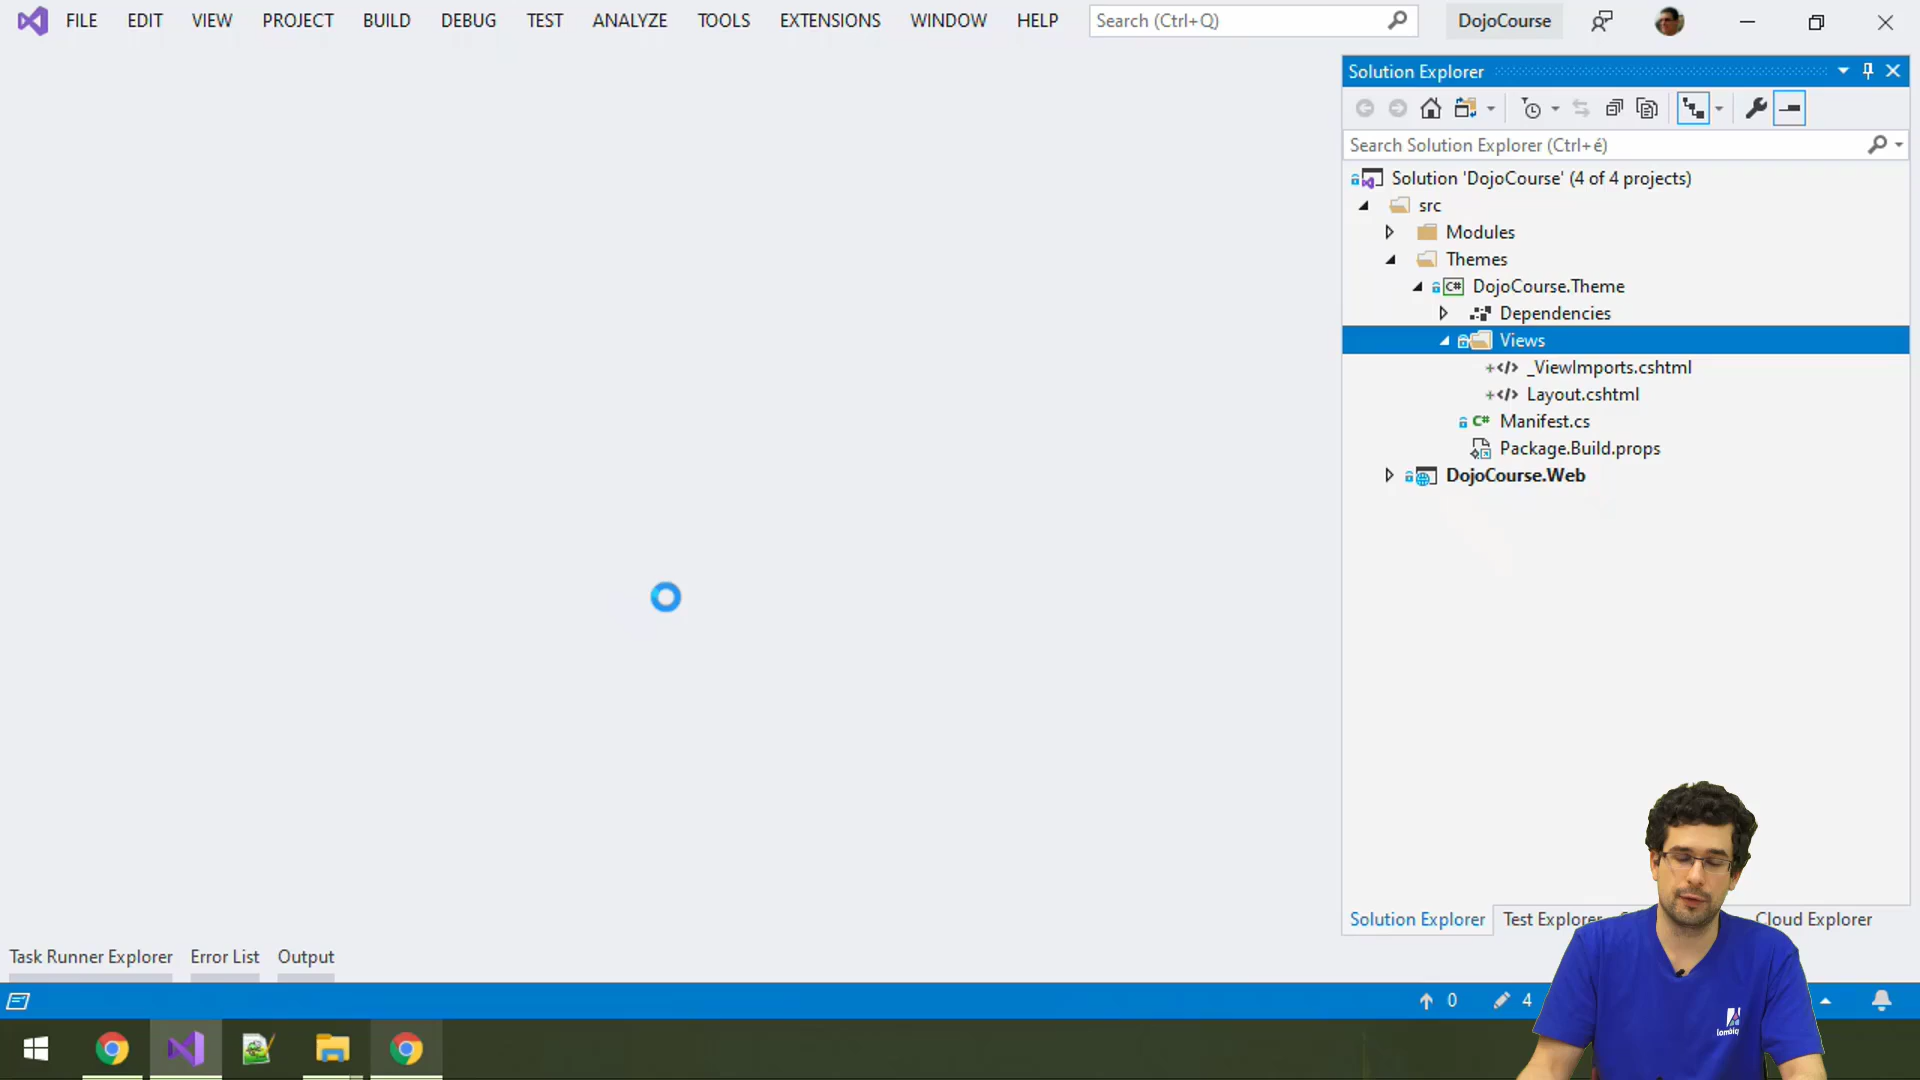 FILE EDIT VIEW PROJECT BUILD DEBUG TEST ANALYZE TOOLS EXTENSIONS WINDOW HELP Search (Ctrl+Q) DojoCourse
Solution Explorer
Search Solution Explorer (Ctrl+é)
Solution 'DojoCourse' (4 of 4 projects)
src
Modules
Themes
C# DojoCourse.Theme
Dependencies
Views
_ViewImports.cshtml
Layout.cshtml
C# Manifest.cs
Package.Build.props
DojoCourse.Web
Solution Explorer Test Explorer Cloud Explorer
Task Runner Explorer Error List Output
0 4